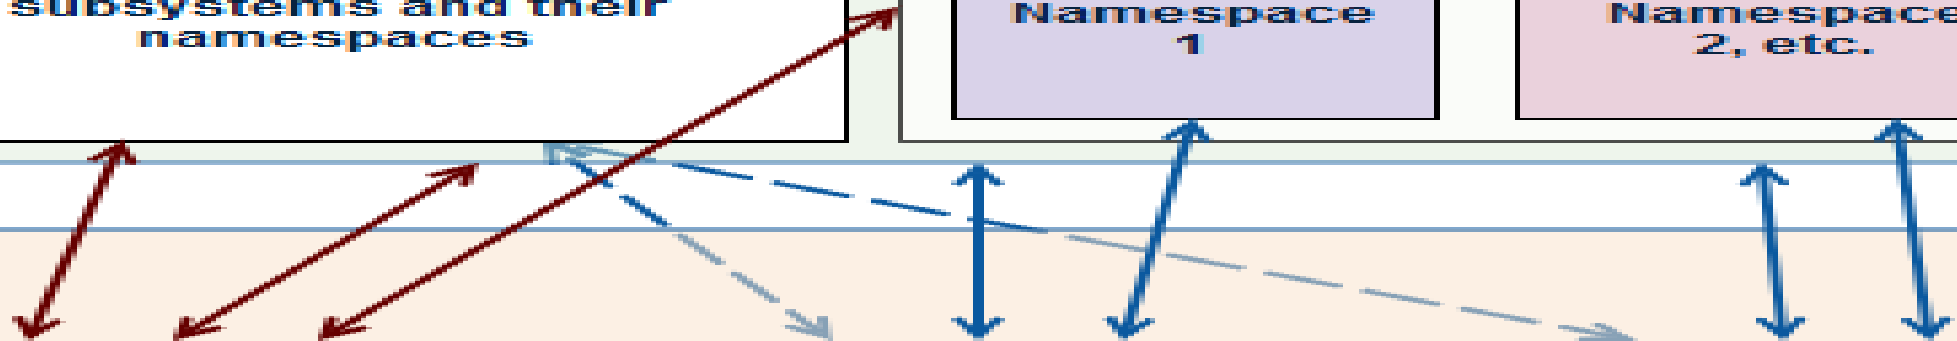 subsystems and their
namespaces
Namespace
1
Namespace
2, etc.